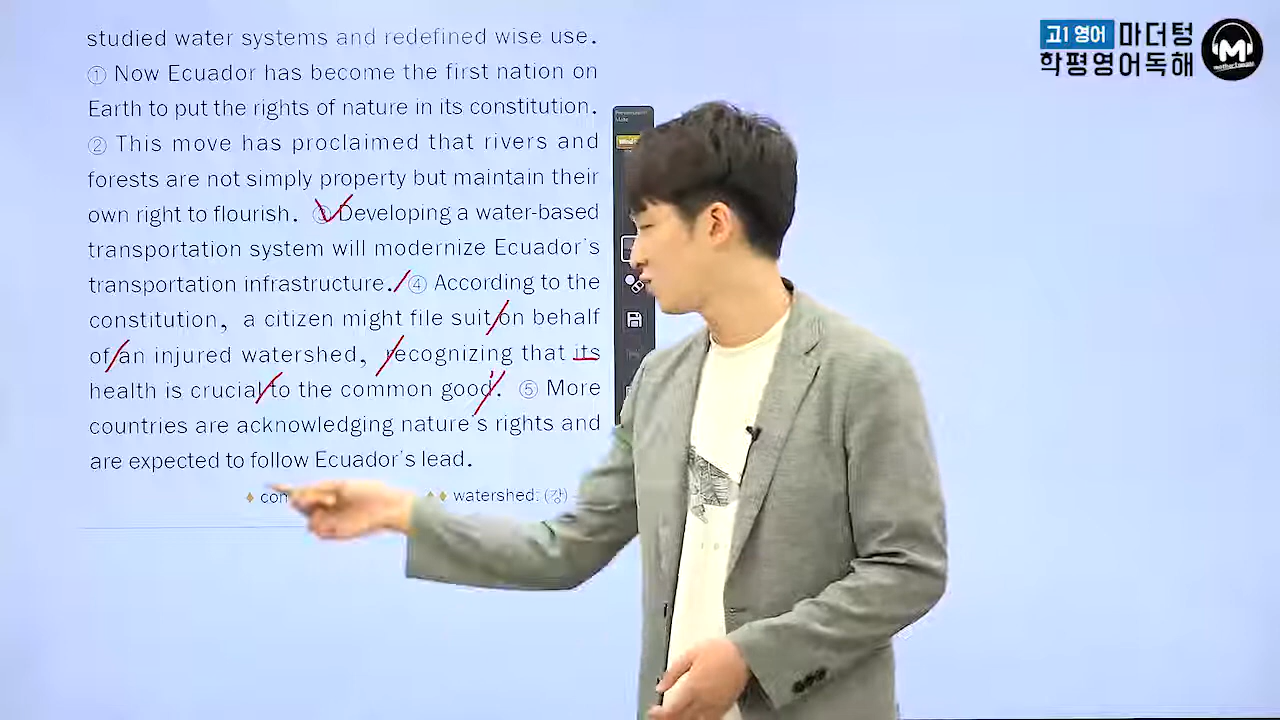 studied water systems to define wise use.
① Now Ecuador has become the first nation on
Earth to put the rights of nature in its constitution.
② This move has proclaimed that rivers and
forests are not simply property but maintain their
own right to flourish. ③ Developing a water-based
transportation system will modernize Ecuador's
transportation infrastructure. ④ According to the
constitution, a citizen might file suit on behalf
of an injured watershed, recognizing that its
health is crucial to the common good. ⑤ More
countries are acknowledging nature's rights and
are expected to follow Ecuador's lead.
watershed: (강)
고1 영어 마더텅
학평영어독해
M